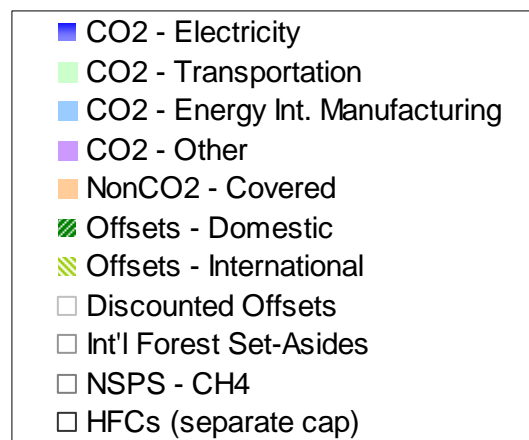 CO2 - Electricity
CO2 - Transportation
CO2 - Energy Int. Manufacturing
CO2 - Other
NonCO2 - Covered
Offsets - Domestic
Offsets - International
Discounted Offsets
Int'l Forest Set-Asides
NSPS - CH4
HFCs (separate cap)